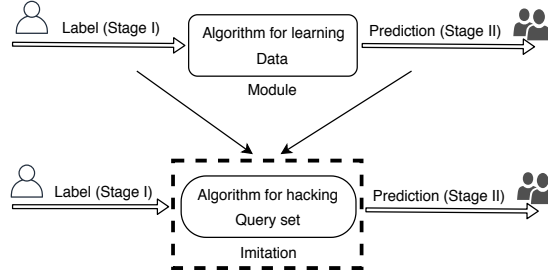 Label (Stage I)
Algorithm for learning
Data
Prediction (Stage II)
Module
Label (Stage I)
Algorithm for hacking
Query set
Prediction (Stage II)
Imitation